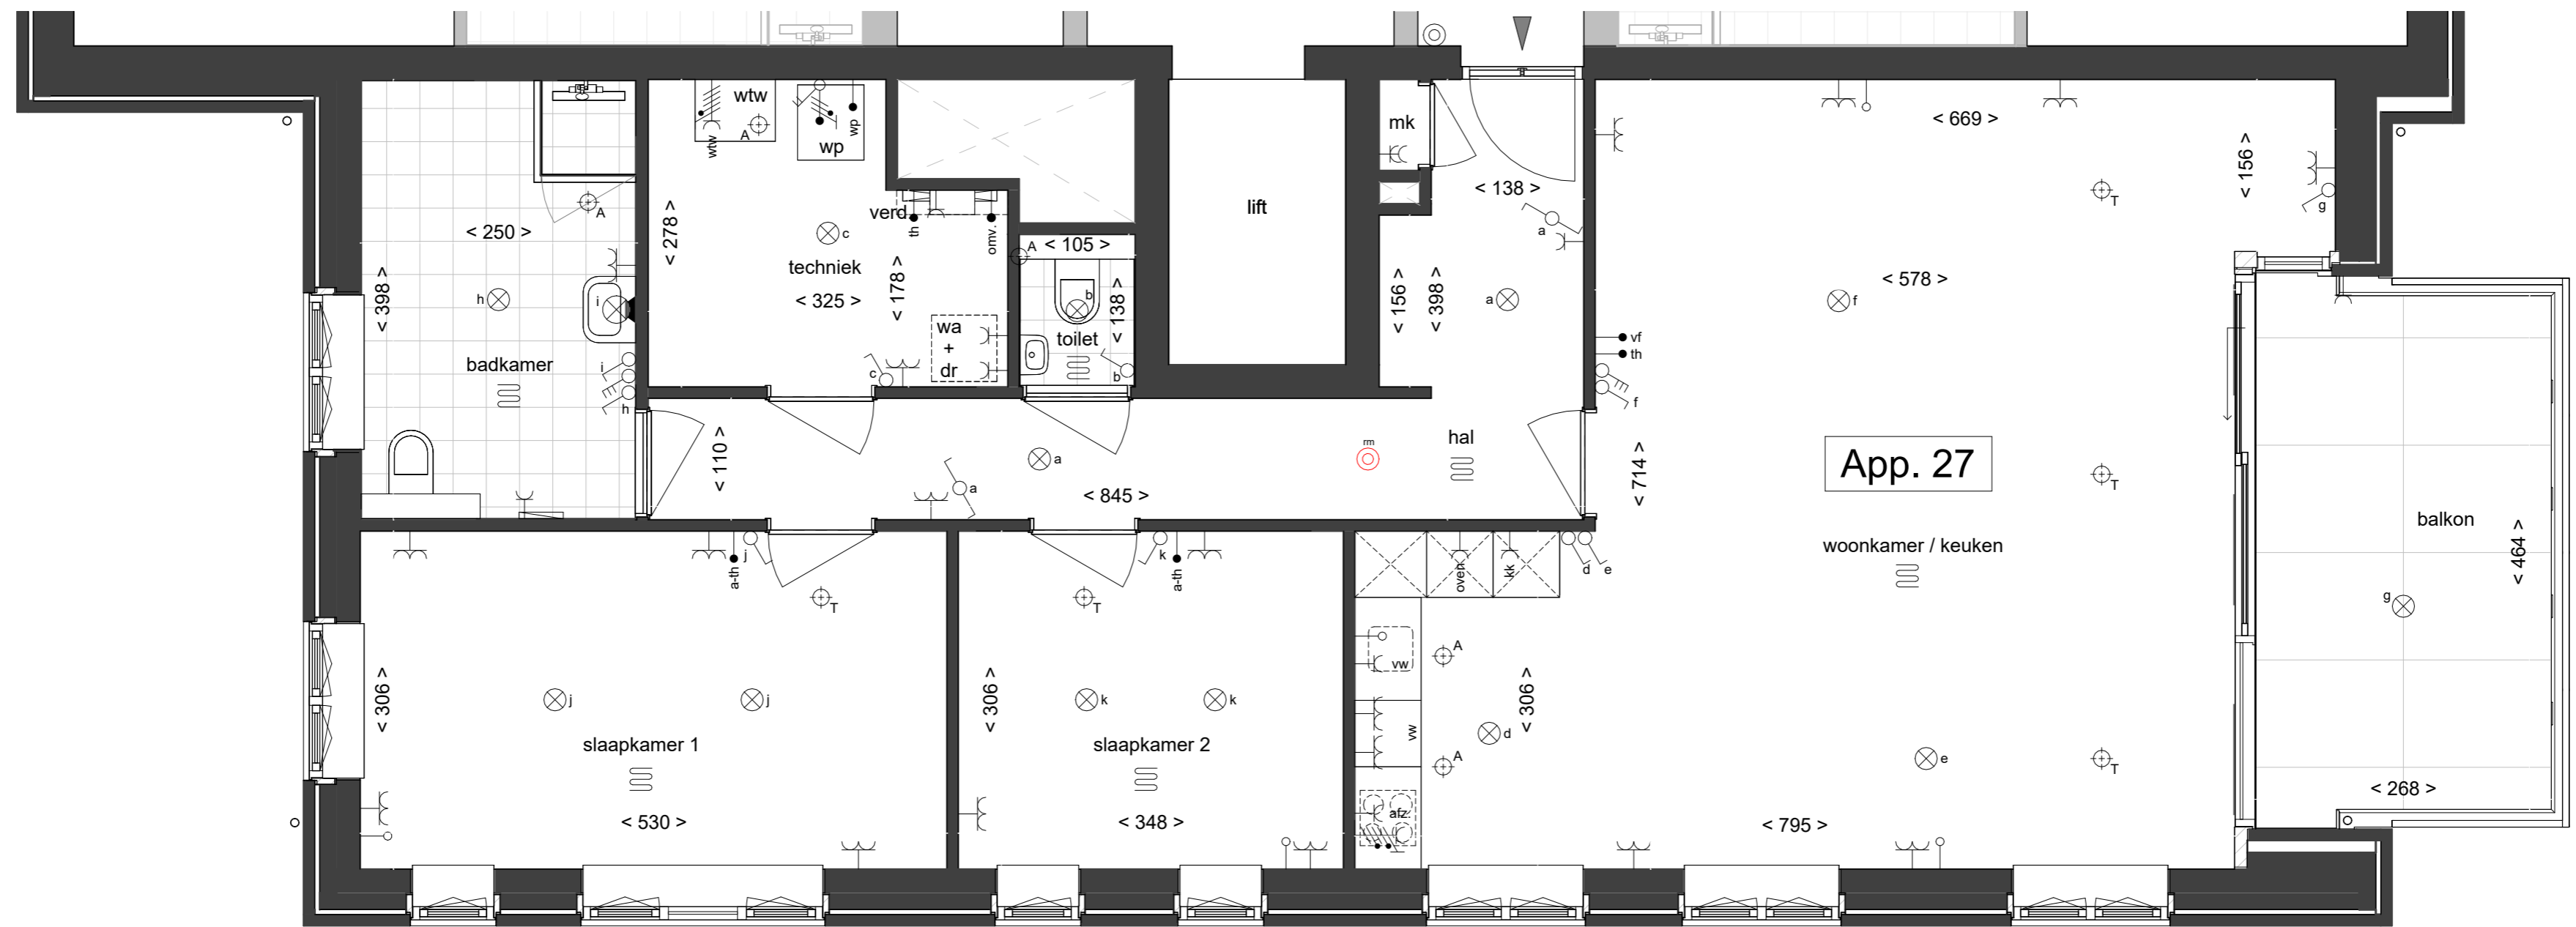 wtw
A
wtw
wp
wp
mk
< 669 >
< 156 >
g
T
< 138 >
a
lift
A
< 250 >
< 278 >
verd.
th
omv.
c
techniek
< 325 >
< 178 >
A
< 105 >
b
< 138 >
toilet
b
wa
+
dr
c
< 398 >
h
i
badkamer
i
h
< 156 >
< 398 >
a
< 578 >
f
vf
th
f
< 110 >
a
a
< 845 >
rm
hal
< 714 >
App. 27
T
woonkamer / keuken
balkon
< 464 >
g
< 268 >
j
a-th
T
j
j
< 306 >
slaapkamer 1
< 530 >
k
a-th
T
k
k
< 306 >
slaapkamer 2
< 348 >
oven
kk
d
e
vw
A
vw
A
d
< 306 >
afz.
e
T
< 795 >